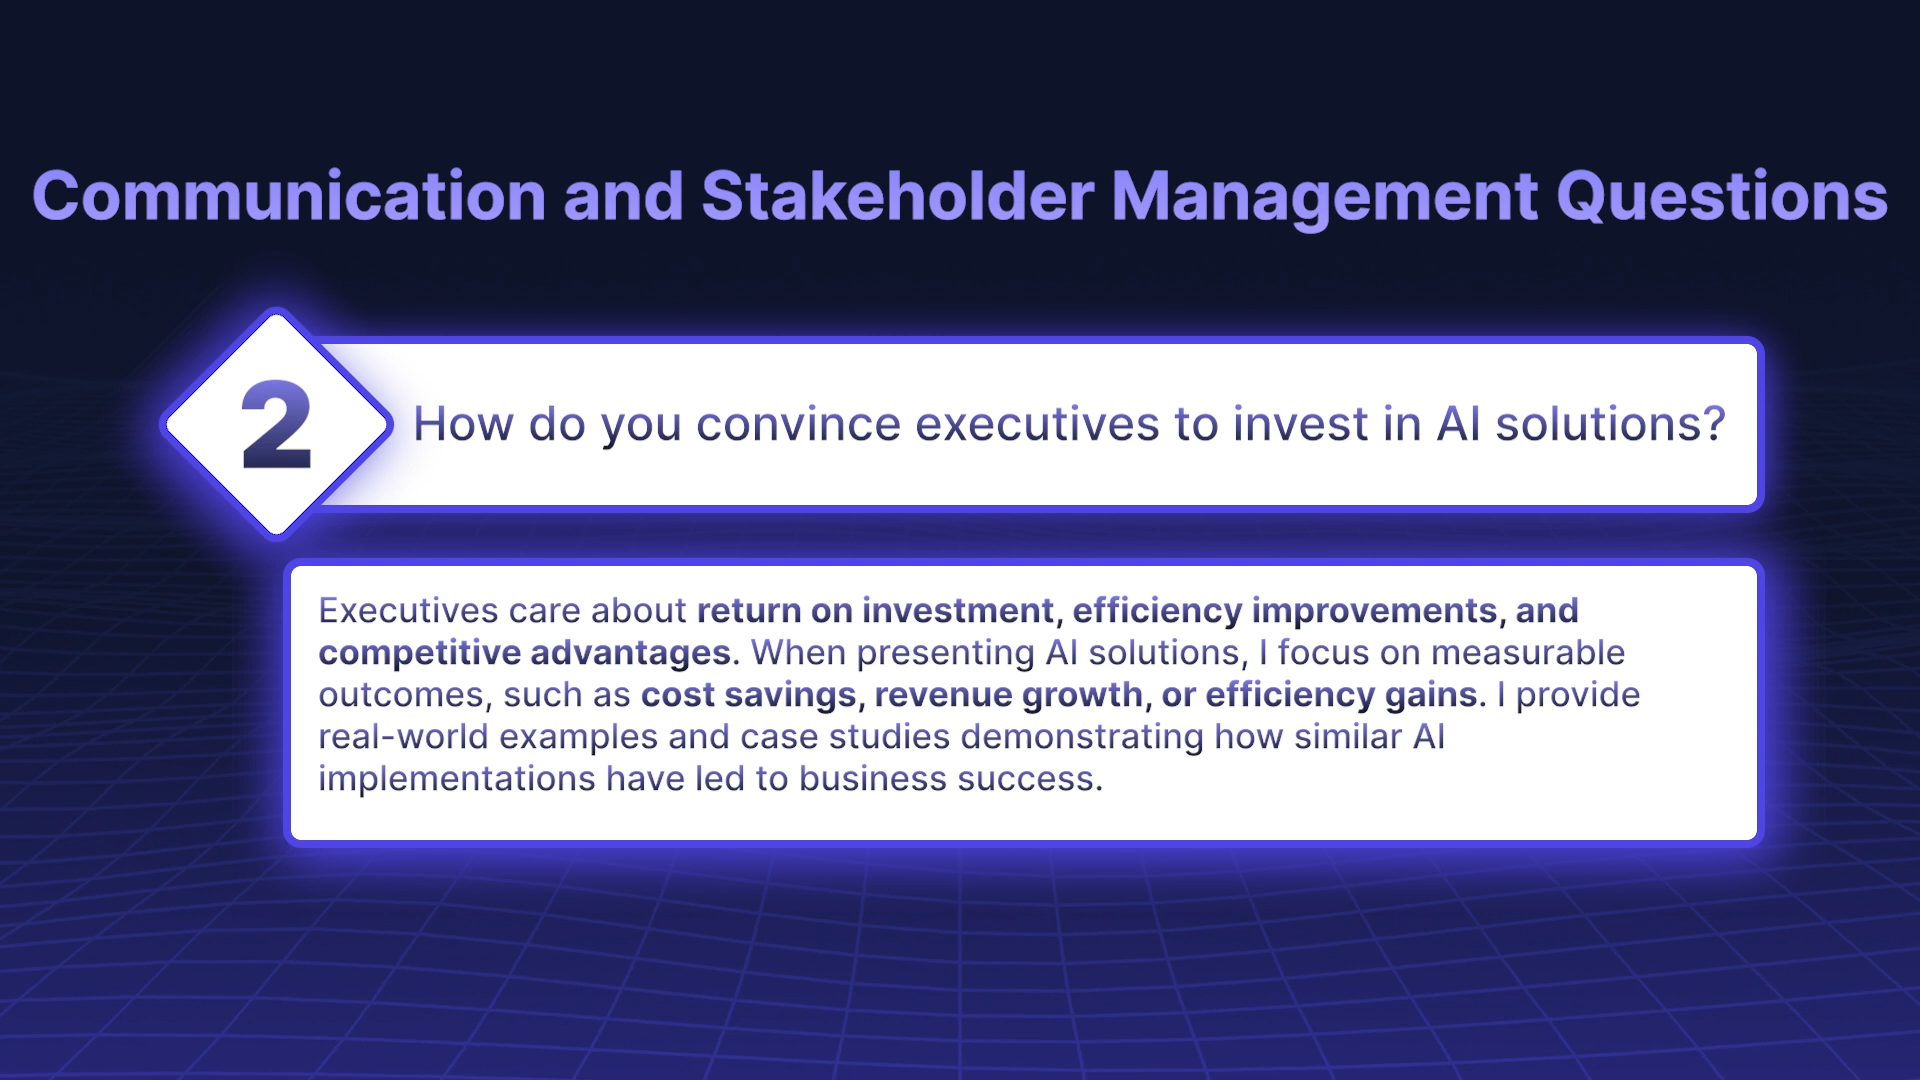 Communication and Stakeholder Management Questions
2
How do you convince executives to invest in AI solutions?
Executives care about return on investment, efficiency improvements, and
competitive advantages. When presenting AI solutions, I focus on measurable
outcomes, such as cost savings, revenue growth, or efficiency gains. I provide
real-world examples and case studies demonstrating how similar AI
implementations have led to business success.